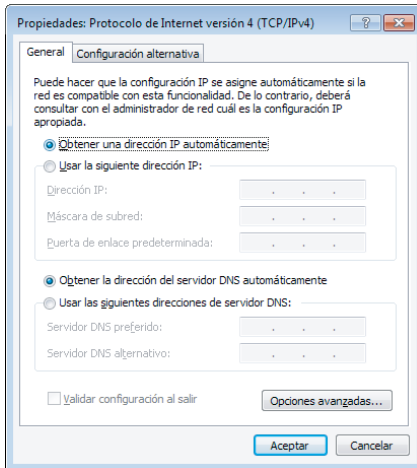 Propiedades: Protocolo de Internet versión 4 (TCP/IPv4)
General
Configuración alternativa
Puede hacer que la configuración IP se asigne automáticamente si la
red es compatible con esta funcionalidad. De lo contrario, deberá
consultar con el administrador de red cuál es la configuración IP
apropiada.
Obtener una dirección IP automáticamente
Usar la siguiente dirección IP:
Dirección IP:
Máscara de subred:
Puerta de enlace predeterminada:
Obtener la dirección del servidor DNS automáticamente
Usar las siguientes direcciones de servidor DNS:
Servidor DNS preferido:
Servidor DNS alternativo:
Validar configuración al salir
Opciones avanzadas...
Aceptar
Cancelar